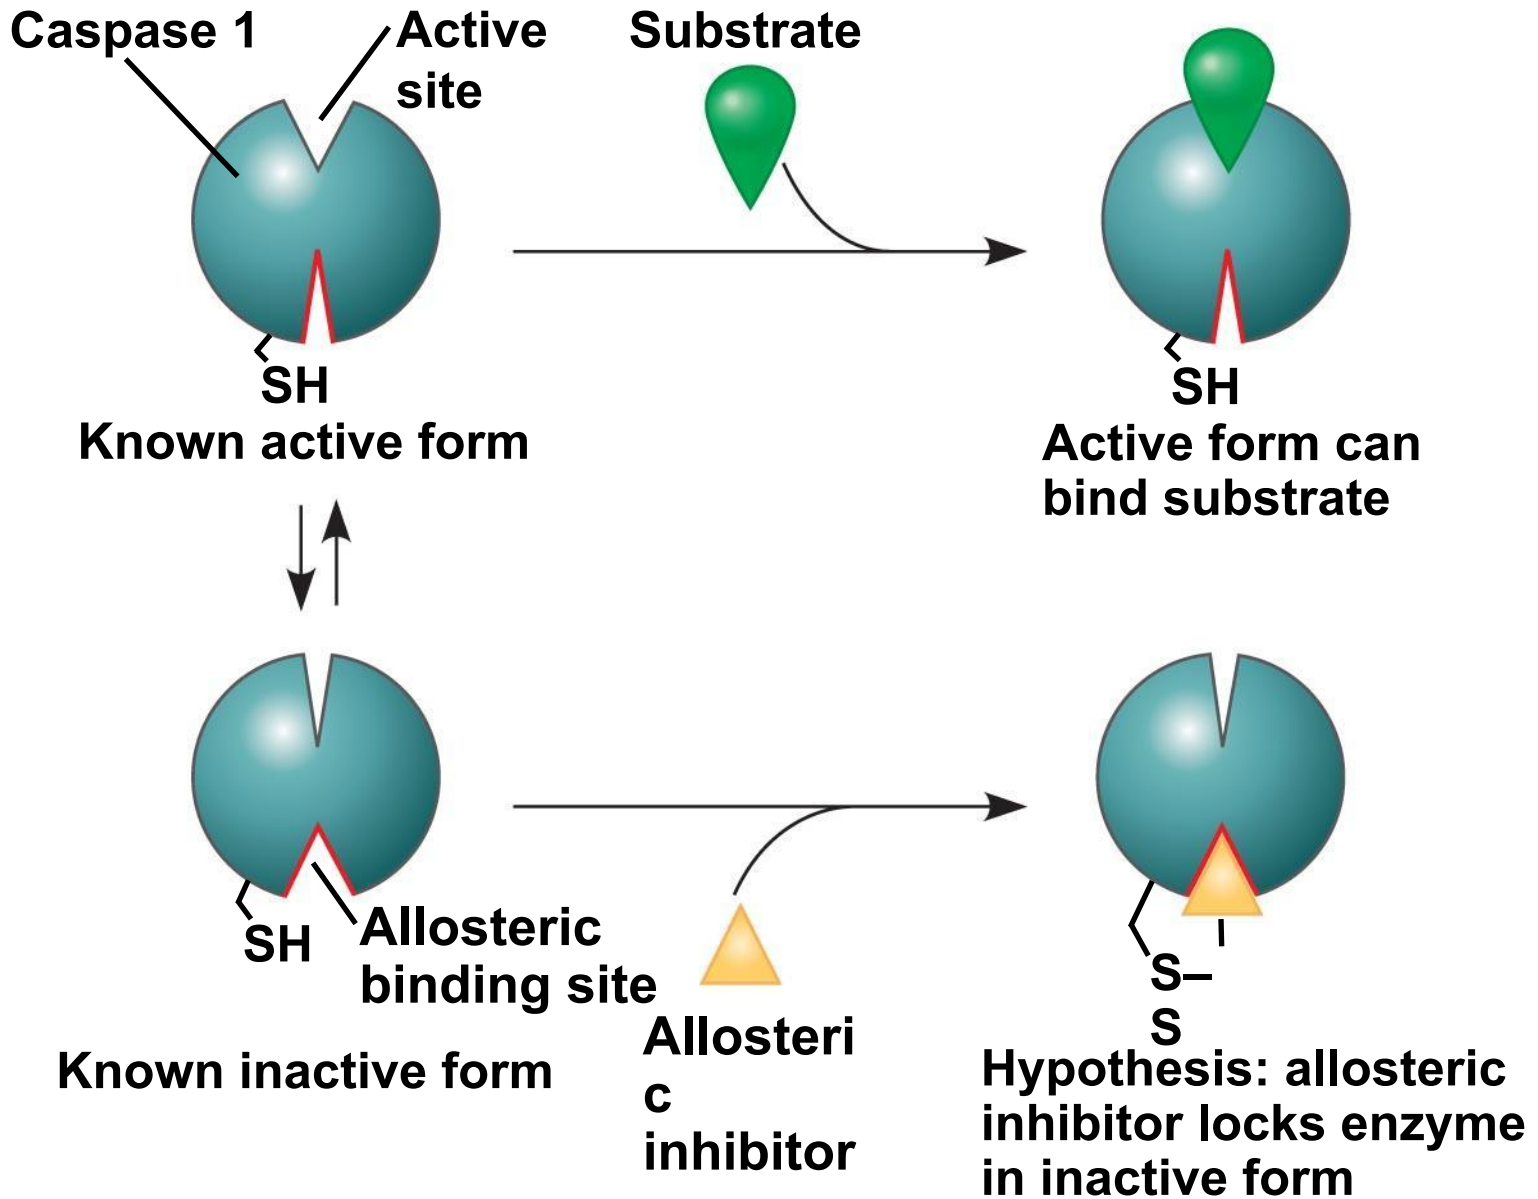 Caspase 1
Active
site
Substrate
SH
Known active form
SH
Active form can
bind substrate
SH
Allosteric
binding site
Known inactive form
Allosteri
c
inhibitor
S–
S
Hypothesis: allosteric
inhibitor locks enzyme
in inactive form